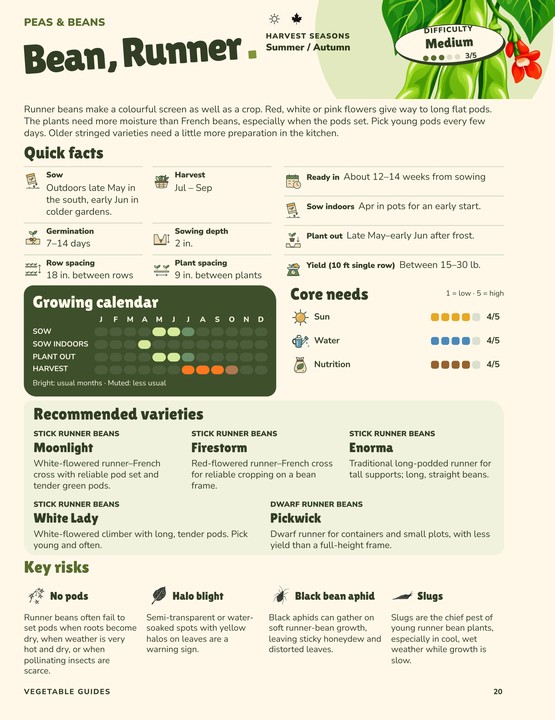 PEAS & BEANS
Bean, Runner.
HARVEST SEASONS
Summer / Autumn
DIFFICULTY
Medium
3/5
Runner beans make a colourful screen as well as a crop. Red, white or pink flowers give way to long flat pods.
The plants need more moisture than French beans, especially when the pods set. Pick young pods every few
days. Older stringed varieties need a little more preparation in the kitchen.
Quick facts
Sow
Outdoors late May in
the south, early Jun in
colder gardens.
Harvest
Jul – Sep
Germination
7–14 days
Sowing depth
2 in.
Row spacing
18 in. between rows
Plant spacing
9 in. between plants
Ready in About 12–14 weeks from sowing
Sow indoors Apr in pots for an early start.
Plant out Late May–early Jun after frost.
Yield (10 ft single row) Between 15–30 lb.
Growing calendar
J F M A M J J A S O N D
SOW
SOW INDOORS
PLANT OUT
HARVEST
Bright: usual months · Muted: less usual
Core needs
1 = low · 5 = high
Sun 4/5
Water 4/5
Nutrition 4/5
Recommended varieties
STICK RUNNER BEANS
Moonlight
White-flowered runner–French
cross with reliable pod set and
tender green pods.
STICK RUNNER BEANS
Firestorm
Red-flowered runner–French cross
for reliable cropping on a bean
frame.
STICK RUNNER BEANS
Enorma
Traditional long-podded runner for
tall supports; long, straight beans.
STICK RUNNER BEANS
White Lady
White-flowered climber with long, tender pods. Pick
young and often.
DWARF RUNNER BEANS
Pickwick
Dwarf runner for containers and small plots, with less
yield than a full-height frame.
Key risks
No pods
Runner beans often fail to
set pods when roots become
dry, when weather is very
hot and dry, or when
pollinating insects are
scarce.
Halo blight
Semi-transparent or water-
soaked spots with yellow
halos on leaves are a
warning sign.
Black bean aphid
Black aphids can gather on
soft runner-bean growth,
leaving sticky honeydew and
distorted leaves.
Slugs
Slugs are the chief pest of
young runner bean plants,
especially in cool, wet
weather while growth is
slow.
VEGETABLE GUIDES
20